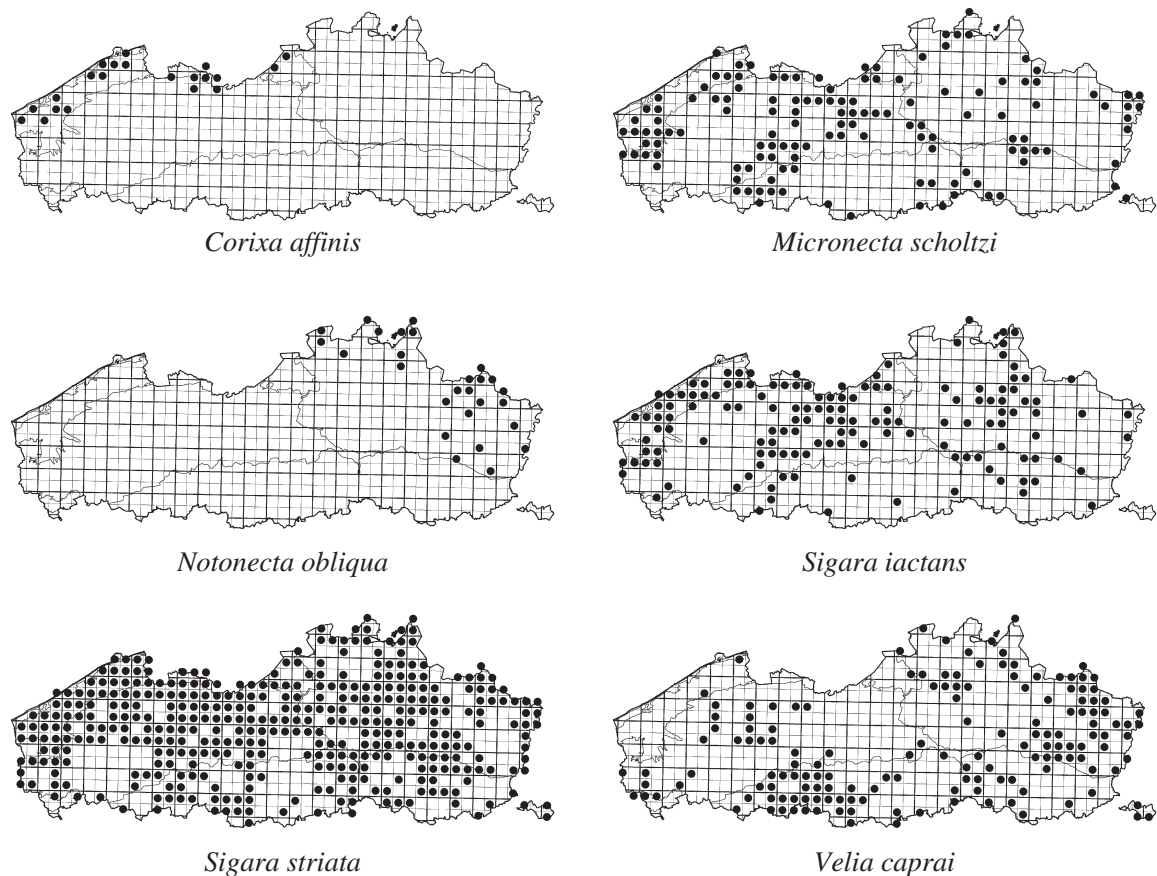 Corixa affinis
Micronecta scholtzi
Notonecta obliqua
Sigara iactans
Sigara striata
Velia caprai